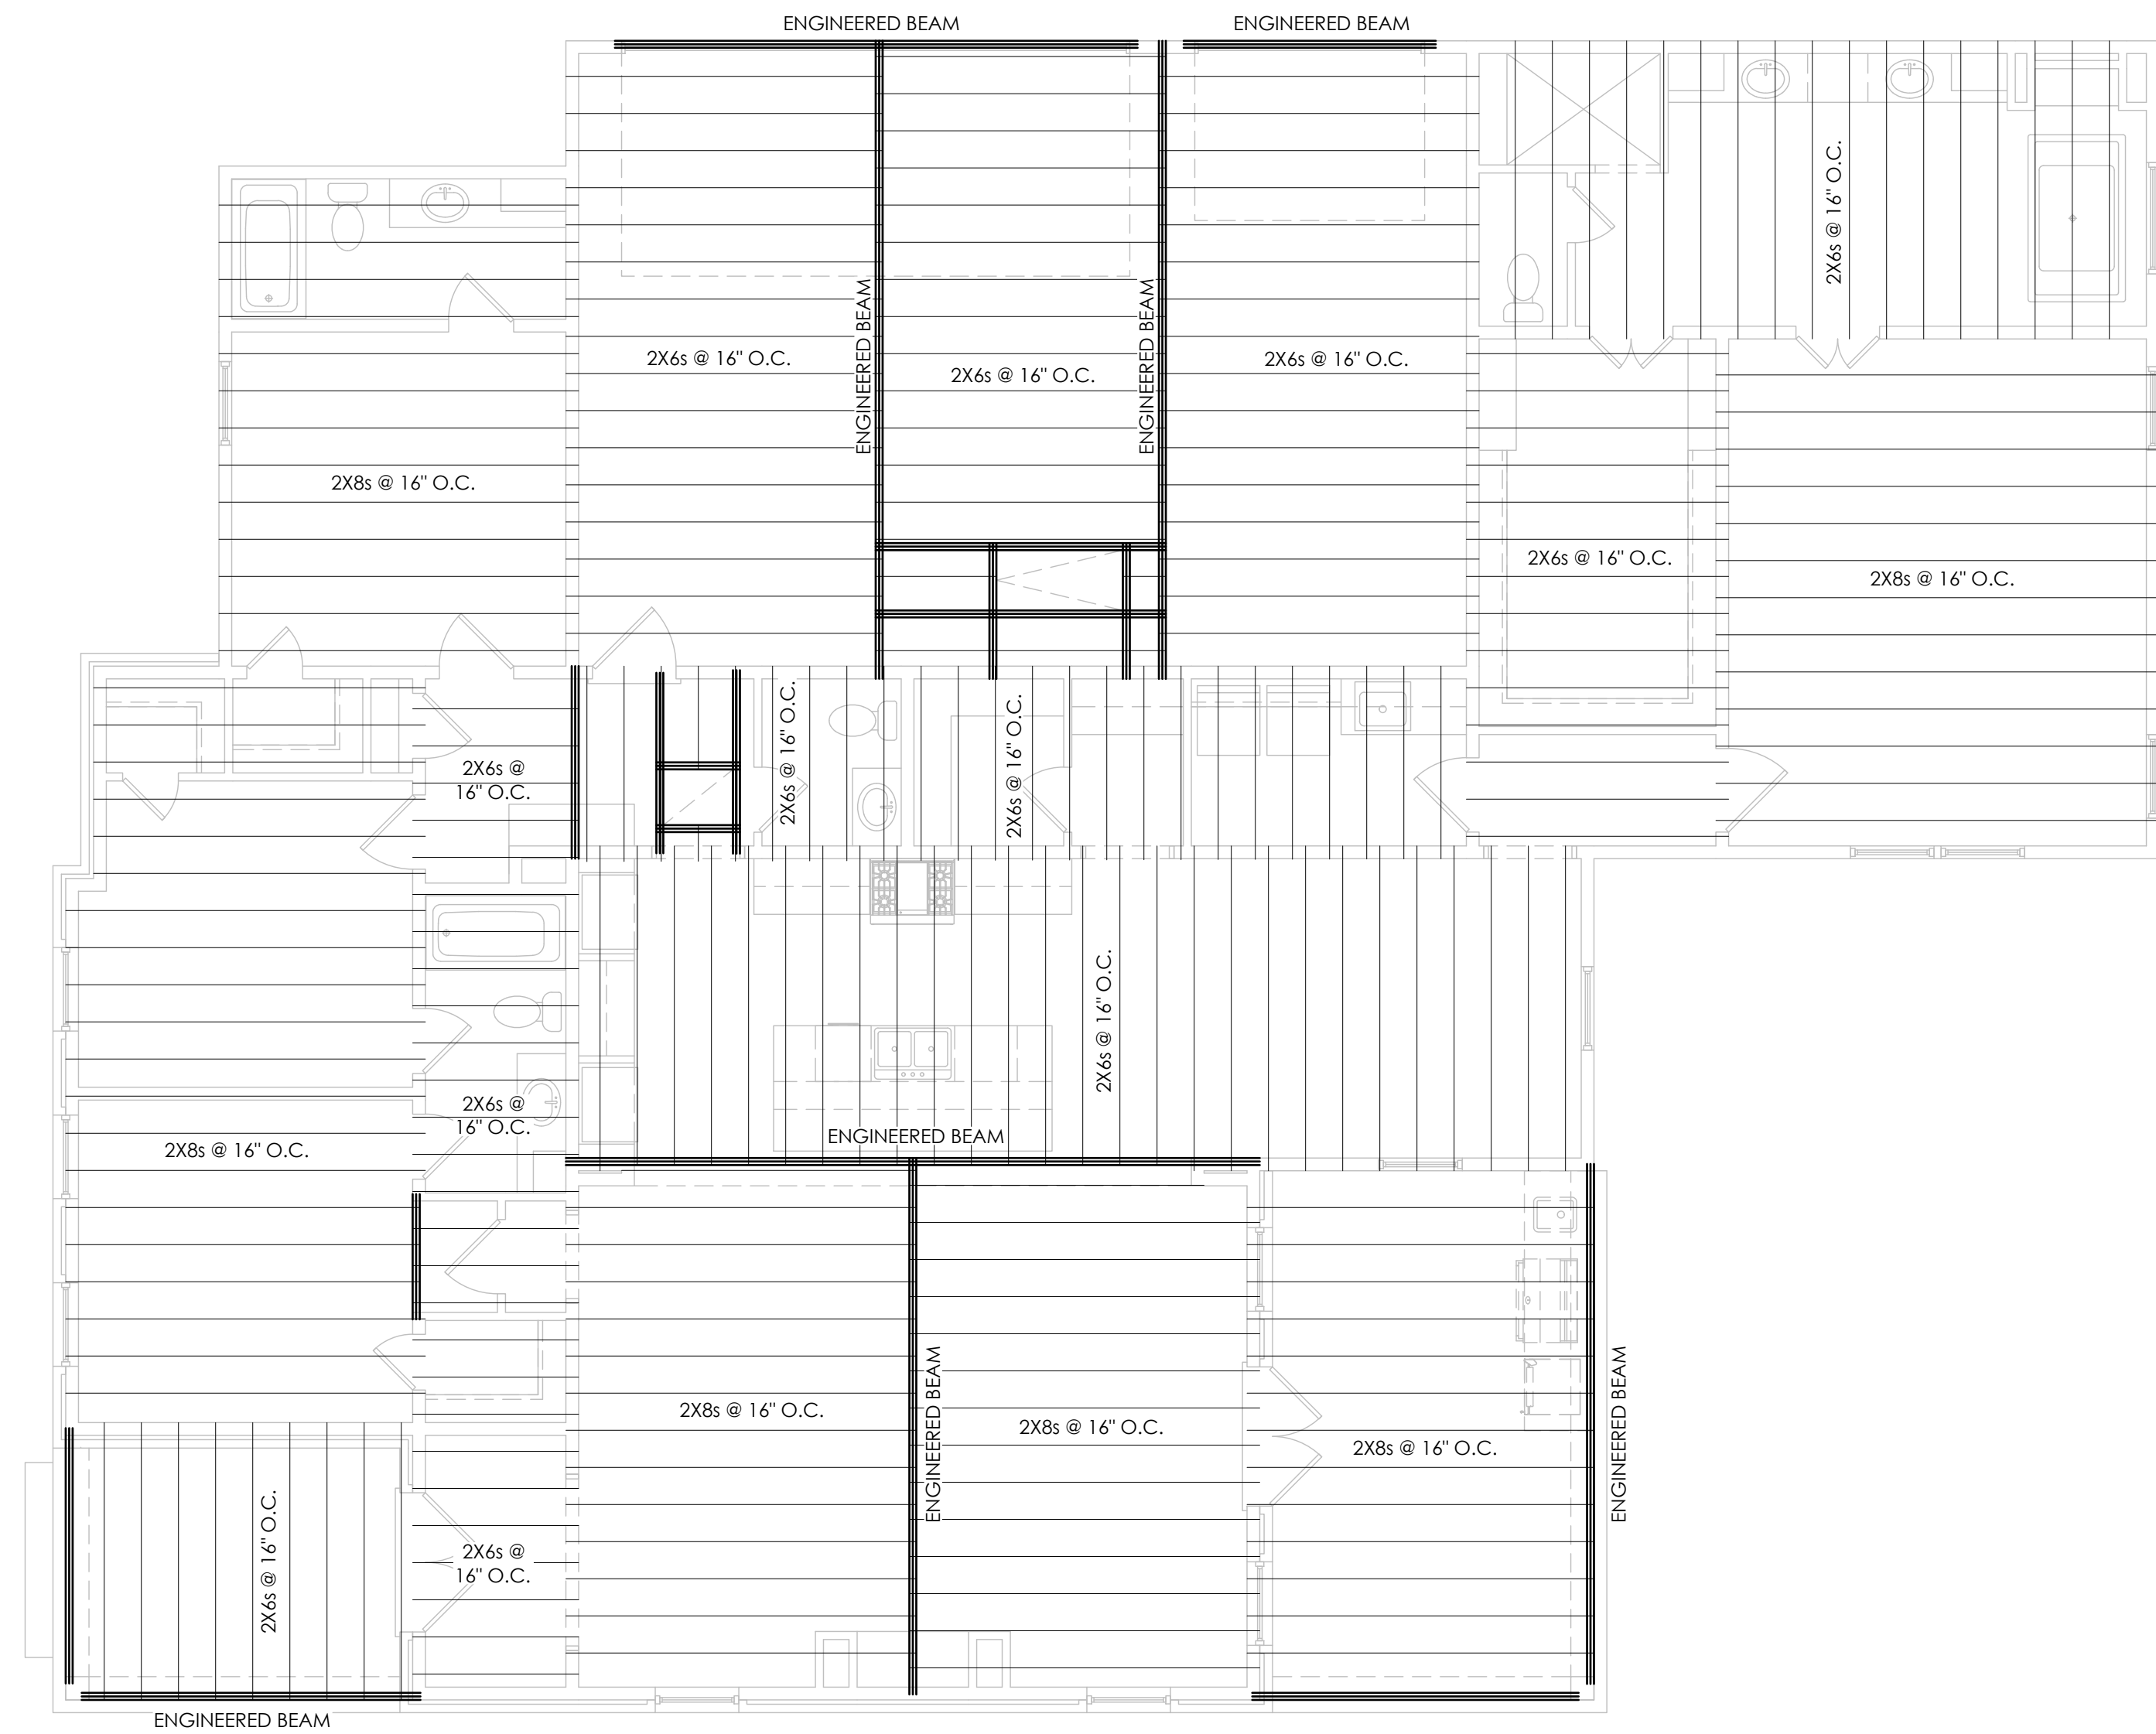 ENGINEERED BEAM
ENGINEERED BEAM
2X6s @ 16" O.C.
ENGINEERED BEAM
ENGINEERED BEAM
2X6s @ 16" O.C.
2X6s @ 16" O.C.
2X6s @ 16" O.C.
2X8s @ 16" O.C.
2X6s @ 16" O.C.
2X8s @ 16" O.C.
2X6s @
16" O.C.
2X6s @ 16" O.C.
2X6s @ 16" O.C.
2X6s @ 16" O.C.
2X6s @
16" O.C.
ENGINEERED BEAM
2X8s @ 16" O.C.
2X8s @ 16" O.C.
ENGINEERED BEAM
2X8s @ 16" O.C.
2X8s @ 16" O.C.
ENGINEERED BEAM
2X6s @ 16" O.C.
2X6s @
16" O.C.
ENGINEERED BEAM